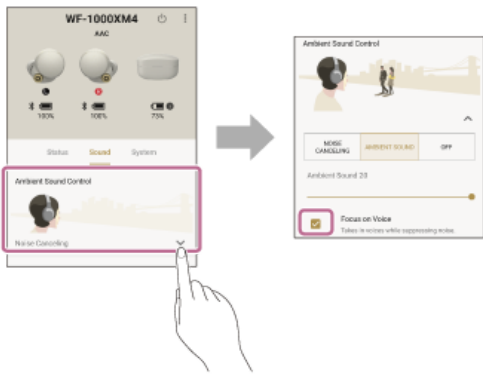 WF-1000XM4
AAC
100%
100%
75%
Status Sound System
Ambient Sound Control
Noise Canceling
Ambient Sound Control
NOISE CANCELING
AMBIENT SOUND
OFF
Ambient Sound 20
Focus on Voice
Takes in voices while suppressing noise.